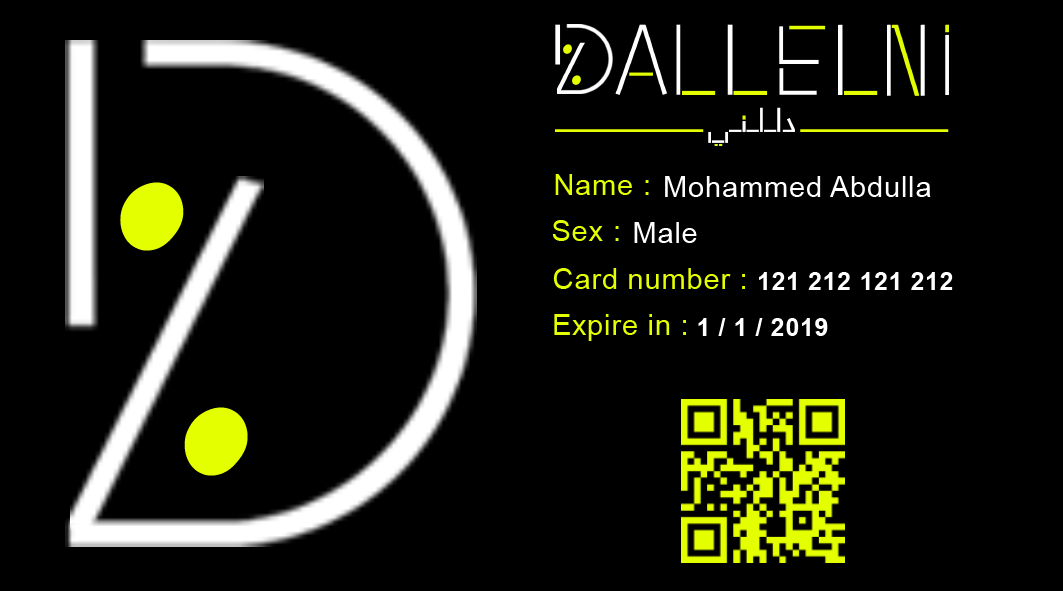 DALLELNI
دللني
Name : Mohammed Abdulla
Sex : Male
Card number : 121 212 121 212
Expire in : 1 / 1 / 2019